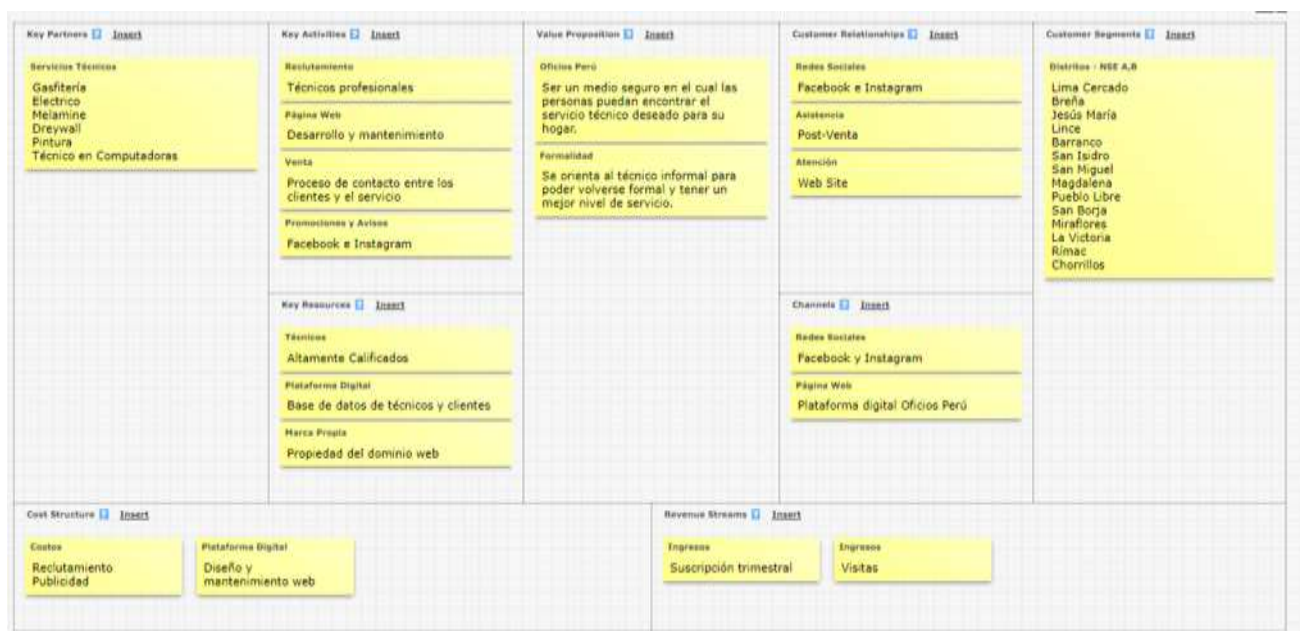 Key Partners Insert
Servicios Técnicos
Gasfitería
Electrico
Melamine
Dreywall
Pintura
Técnico en Computadoras
Key Activities Insert
Reclutamiento
Técnicos profesionales
Página Web
Desarrollo y mantenimiento
Venta
Proceso de contacto entre los
clientes y el servicio
Promociones y Avisos
Facebook e Instagram
Key Resources Insert
Técnicos
Altamente Calificados
Plataforma Digital
Base de datos de técnicos y clientes
Marca Propia
Propiedad del dominio web
Value Proposition Insert
Oficios Perú
Ser un medio seguro en el cual las
personas puedan encontrar el
servicio técnico deseado para su
hogar.
Formalidad
Se orienta al técnico informal para
poder volverse formal y tener un
mejor nivel de servicio.
Customer Relationships Insert
Redes Sociales
Facebook e Instagram
Asistencia
Post-Venta
Atención
Web Site
Channels Insert
Redes Sociales
Facebook y Instagram
Página Web
Plataforma digital Oficios Perú
Customer Segments Insert
Distritos - NSE A,B
Lima Cercado
Breña
Jesús María
Lince
Barranco
San Isidro
San Miguel
Magdalena
Pueblo Libre
San Borja
Miraflores
La Victoria
Rímac
Chorrillos
Cost Structure Insert
Costos
Reclutamiento
Publicidad
Plataforma Digital
Diseño y
mantenimiento web
Revenue Streams Insert
Ingresos
Suscripción trimestral
Ingresos
Visitas